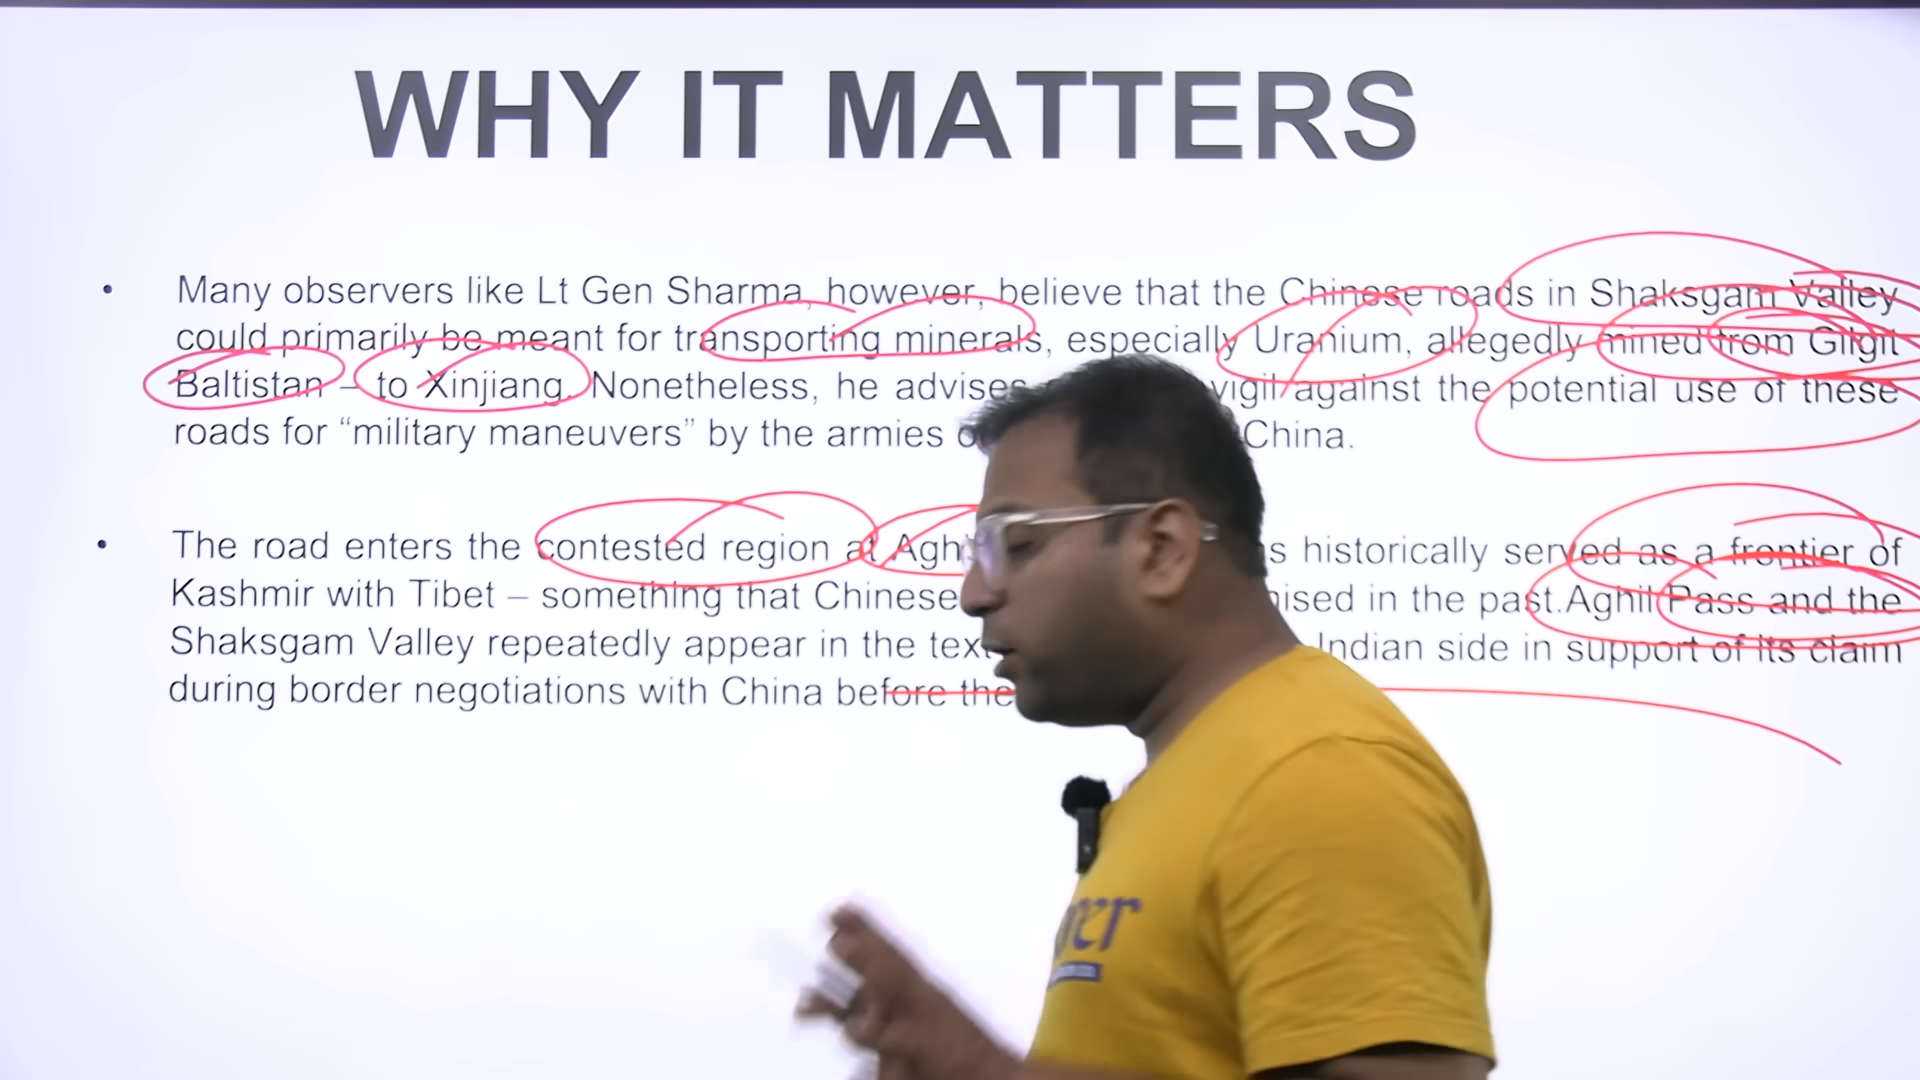 WHY IT MATTERS
• Many observers like Lt Gen Sharma, however, believe that the Chinese roads in Shaksgam Valley
could primarily be meant for transporting minerals, especially Uranium, allegedly mined from Gilgit
Baltistan – to Xinjiang. Nonetheless, he advises vigil against the potential use of these
roads for “military maneuvers” by the armies China.
• The road enters the contested region at historically served as a frontier of
Kashmir with Tibet – something that Chinese in the past.Aghil Pass and the
Shaksgam Valley repeatedly appear in the Indian side in support of its claim
during border negotiations with China before the